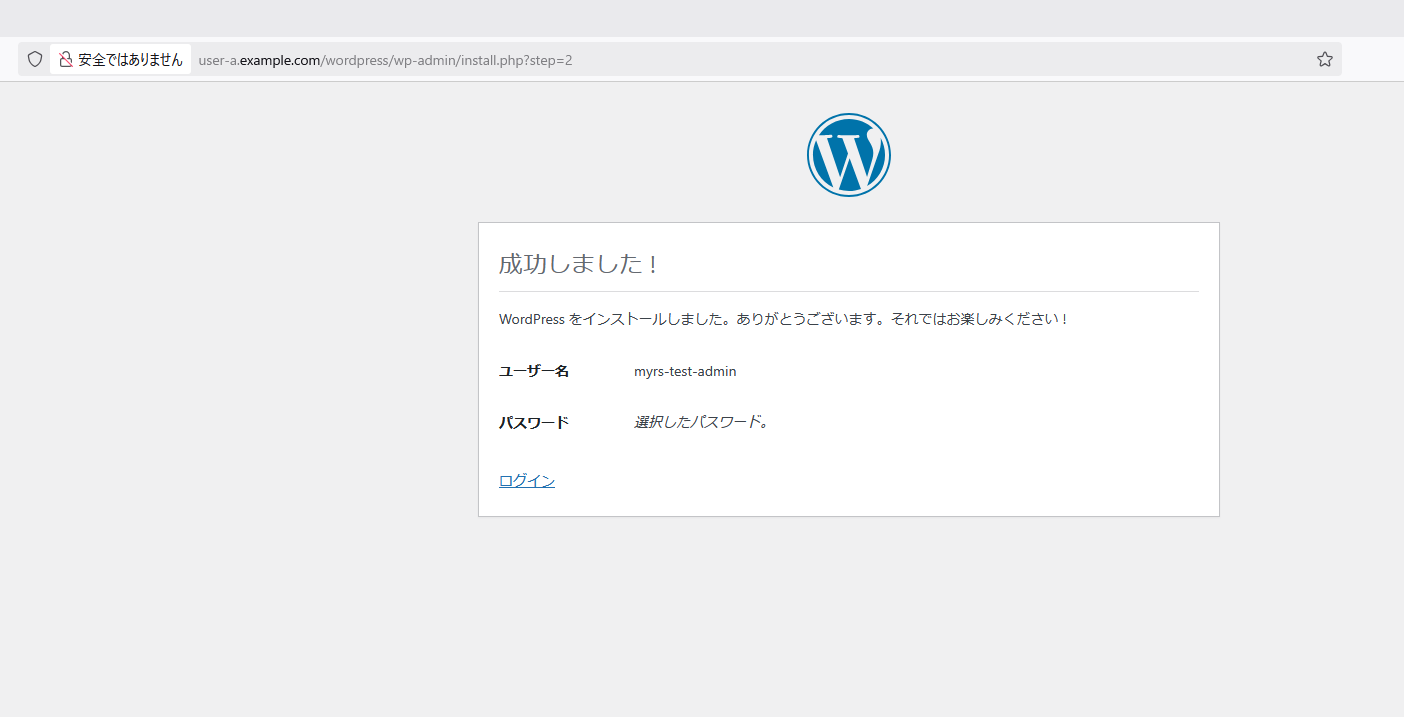 安全ではありません user-a.example.com/wordpress/wp-admin/install.php?step=2
成功しました !
WordPress をインストールしました。ありがとうございます。それではお楽しみください !
ユーザー名 myrs-test-admin
パスワード 選択したパスワード。
ログイン